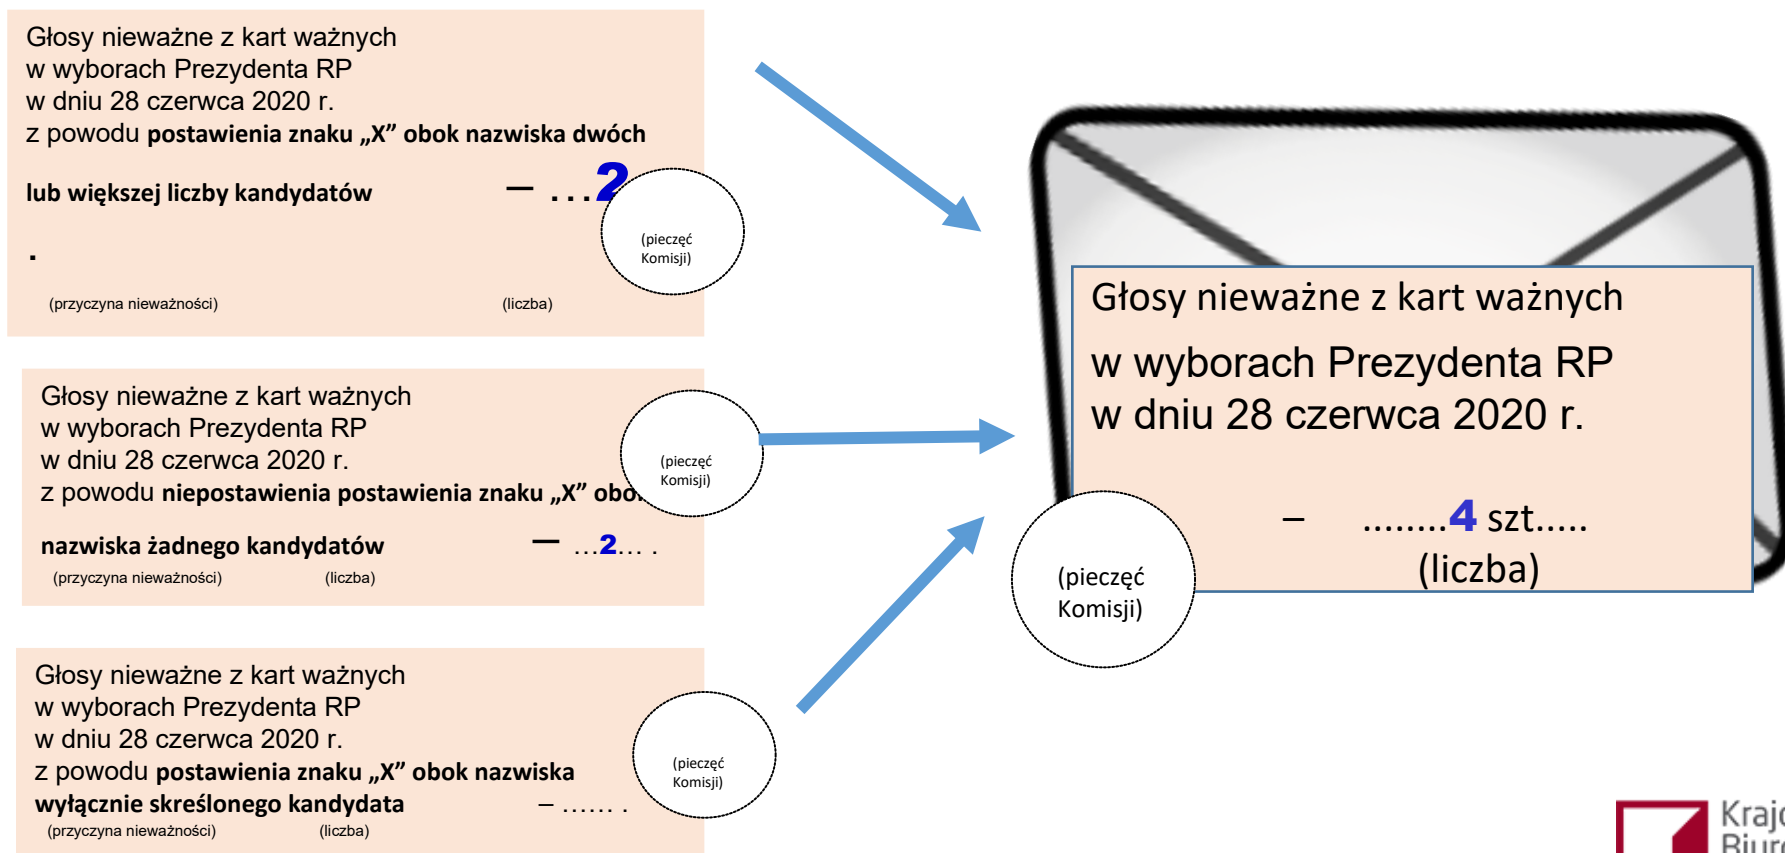 Głosy nieważne z kart ważnych
w wyborach Prezydenta RP
w dniu 28 czerwca 2020 r.
z powodu postawienia znaku „X” obok nazwiska dwóch
lub większej liczby kandydatów – ...2
.
(pieczęć
Komisji)
(przyczyna nieważności) (liczba)
Głosy nieważne z kart ważnych
w wyborach Prezydenta RP
w dniu 28 czerwca 2020 r.
z powodu niepostawienia postawienia znaku „X”
nazwiska żadnego kandydatów – ...2... .
(pieczęć
Komisji)
(przyczyna nieważności) (liczba)
Głosy nieważne z kart ważnych
w wyborach Prezydenta RP
w dniu 28 czerwca 2020 r.
z powodu postawienia znaku „X” obok nazwiska
wyłącznie skreślonego kandydata – ...... .
(pieczęć
Komisji)
(przyczyna nieważności) (liczba)
Głosy nieważne z kart ważnych
w wyborach Prezydenta RP
w dniu 28 czerwca 2020 r.
– ........4 szt.....
(liczba)
(pieczęć
Komisji)